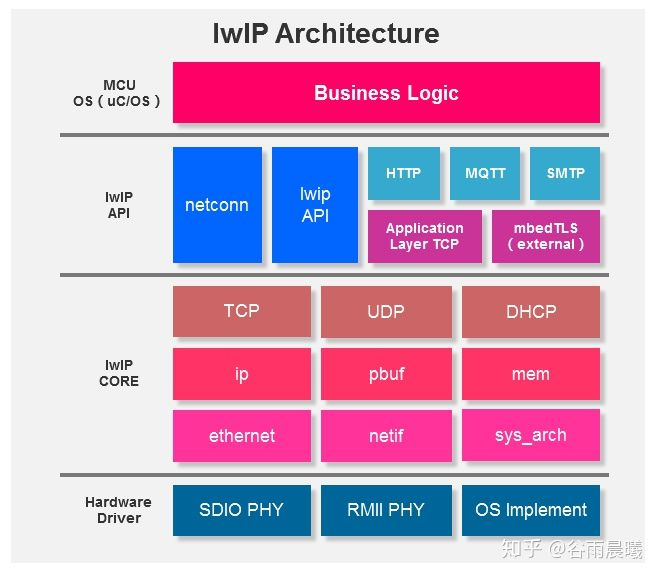 lwIP Architecture
MCU
OS（uC/OS）
Business Logic
lwIP
API
netconn
lwip
API
HTTP
MQTT
SMTP
Application
Layer TCP
mbedTLS
（external）
lwIP
CORE
TCP
UDP
DHCP
ip
pbuf
mem
ethernet
netif
sys_arch
Hardware
Driver
SDIO PHY
RMII PHY
OS Implement
知乎 @谷雨晨曦